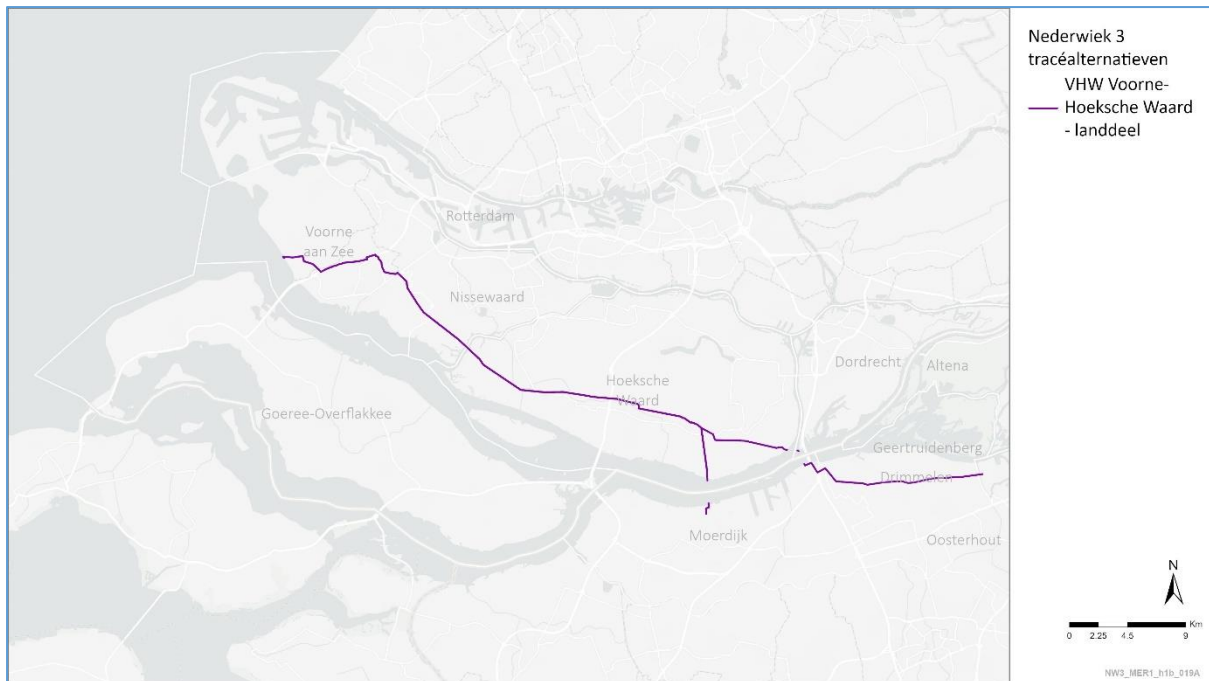 Nederwiek 3
tracéalternatieven
VHW Voorne-
Hoeksche Waard
- landdeel
Rotterdam
Voorne
aan Zee
Nissewaard
Dordrecht
Altena
Hoeksche
Waard
Goeree-Overflakkee
Geertruidenberg
Drimmelen
Moerdijk
Oosterhout
N
Km
0 2.25 4.5 9
NW3_MER1_h1b_019A